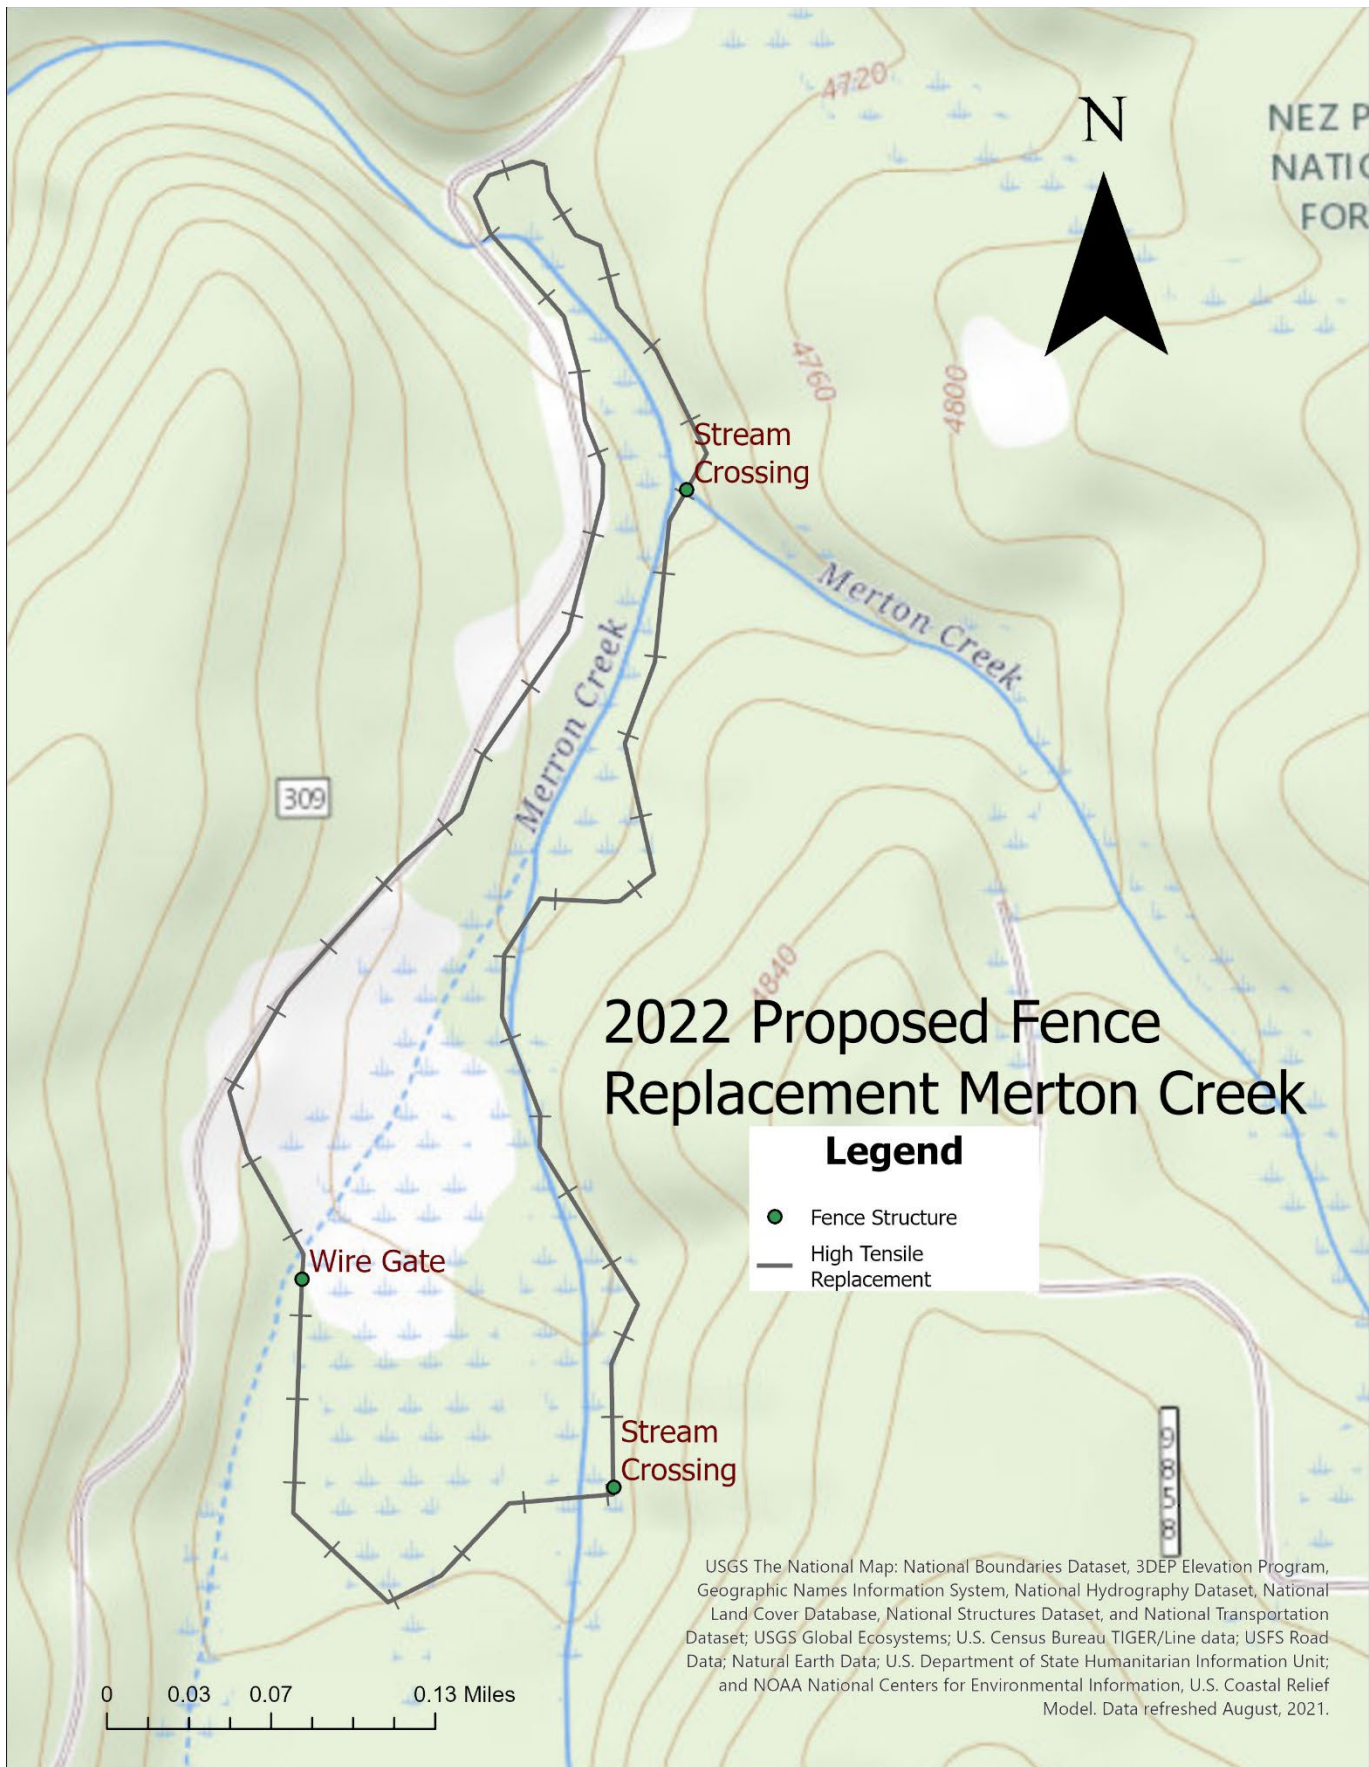 4720
N
NEZ P
NATIO
FOR
4760
4800
Stream
Crossing
Merton Creek
Merron Creek
309
4840
2022 Proposed Fence
Replacement Merton Creek
Legend
Fence Structure
High Tensile
Replacement
Wire Gate
Stream
Crossing
9858
USGS The National Map: National Boundaries Dataset, 3DEP Elevation Program,
Geographic Names Information System, National Hydrography Dataset, National
Land Cover Database, National Structures Dataset, and National Transportation
Dataset; USGS Global Ecosystems; U.S. Census Bureau TIGER/Line data; USFS Road
Data; Natural Earth Data; U.S. Department of State Humanitarian Information Unit;
and NOAA National Centers for Environmental Information, U.S. Coastal Relief
Model. Data refreshed August, 2021.
0 0.03 0.07 0.13 Miles